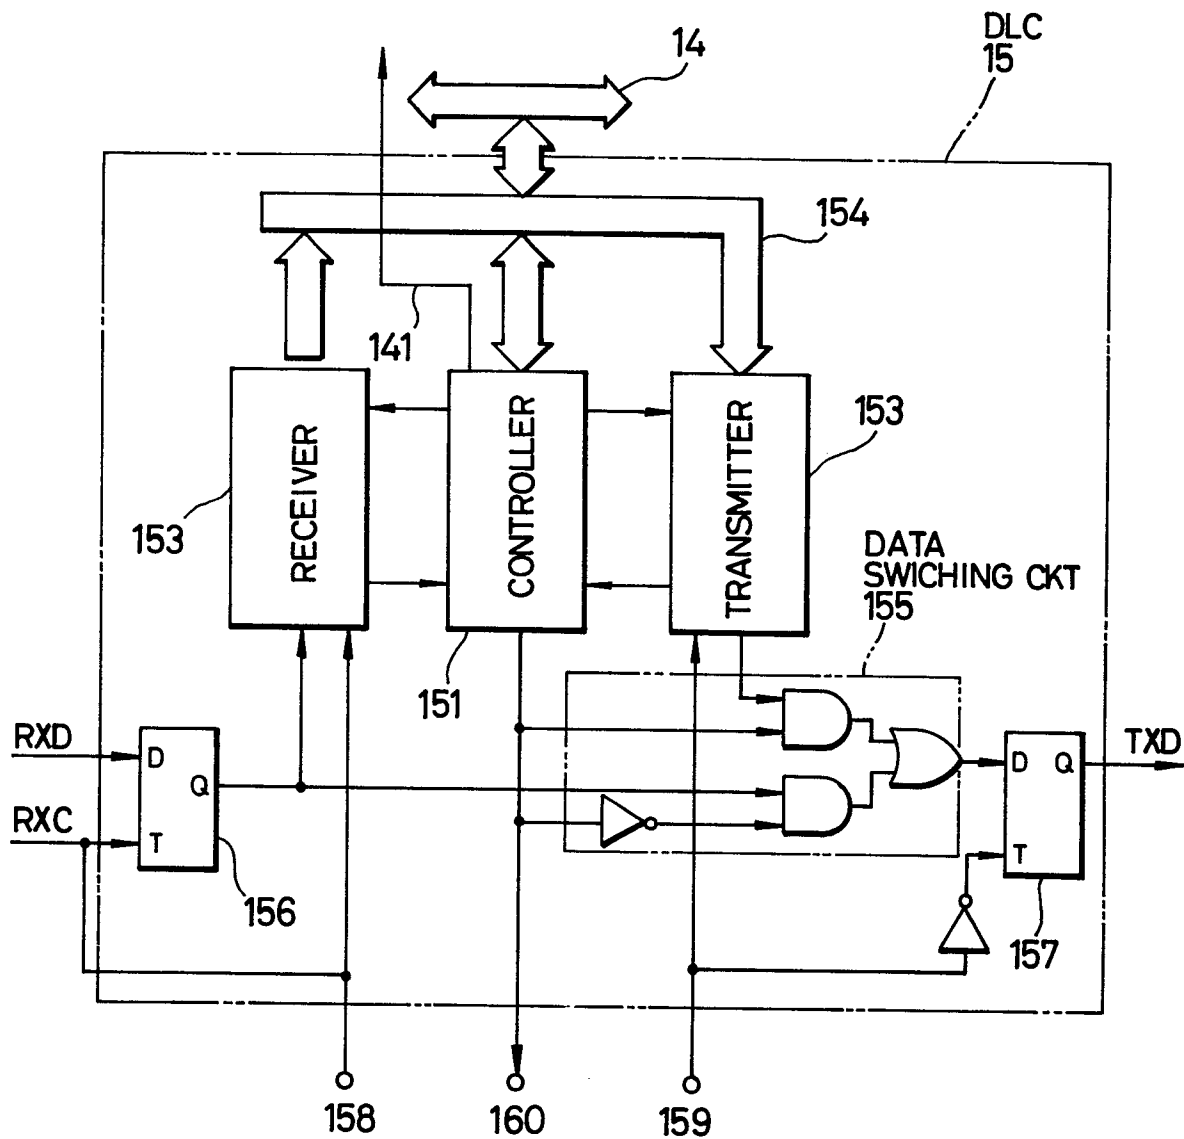 DLC
15
14
154
141
RECEIVER
CONTROLLER
TRANSMITTER
153
153
DATA
SWICHING CKT
155
151
RXD
D
Q
RXC
T
156
D
Q
T
TXD
157
158
160
159